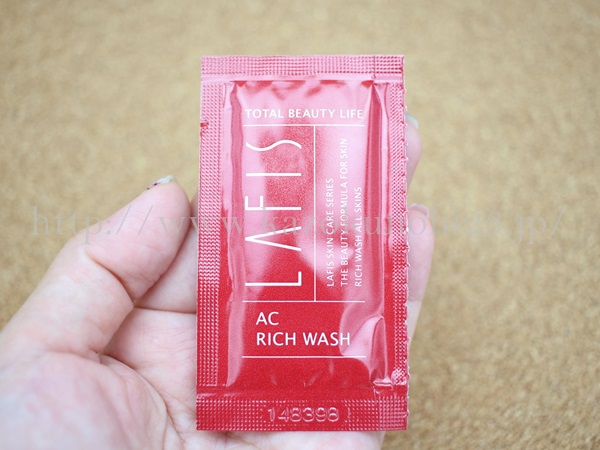 TOTAL BEAUTY LIFE
LAFIS
LAFIS SKIN CARE SERIES
THE BEAUTY FORMULA FOR SKIN
RICH WASH ALL SKINS
AC
RICH WASH
148398